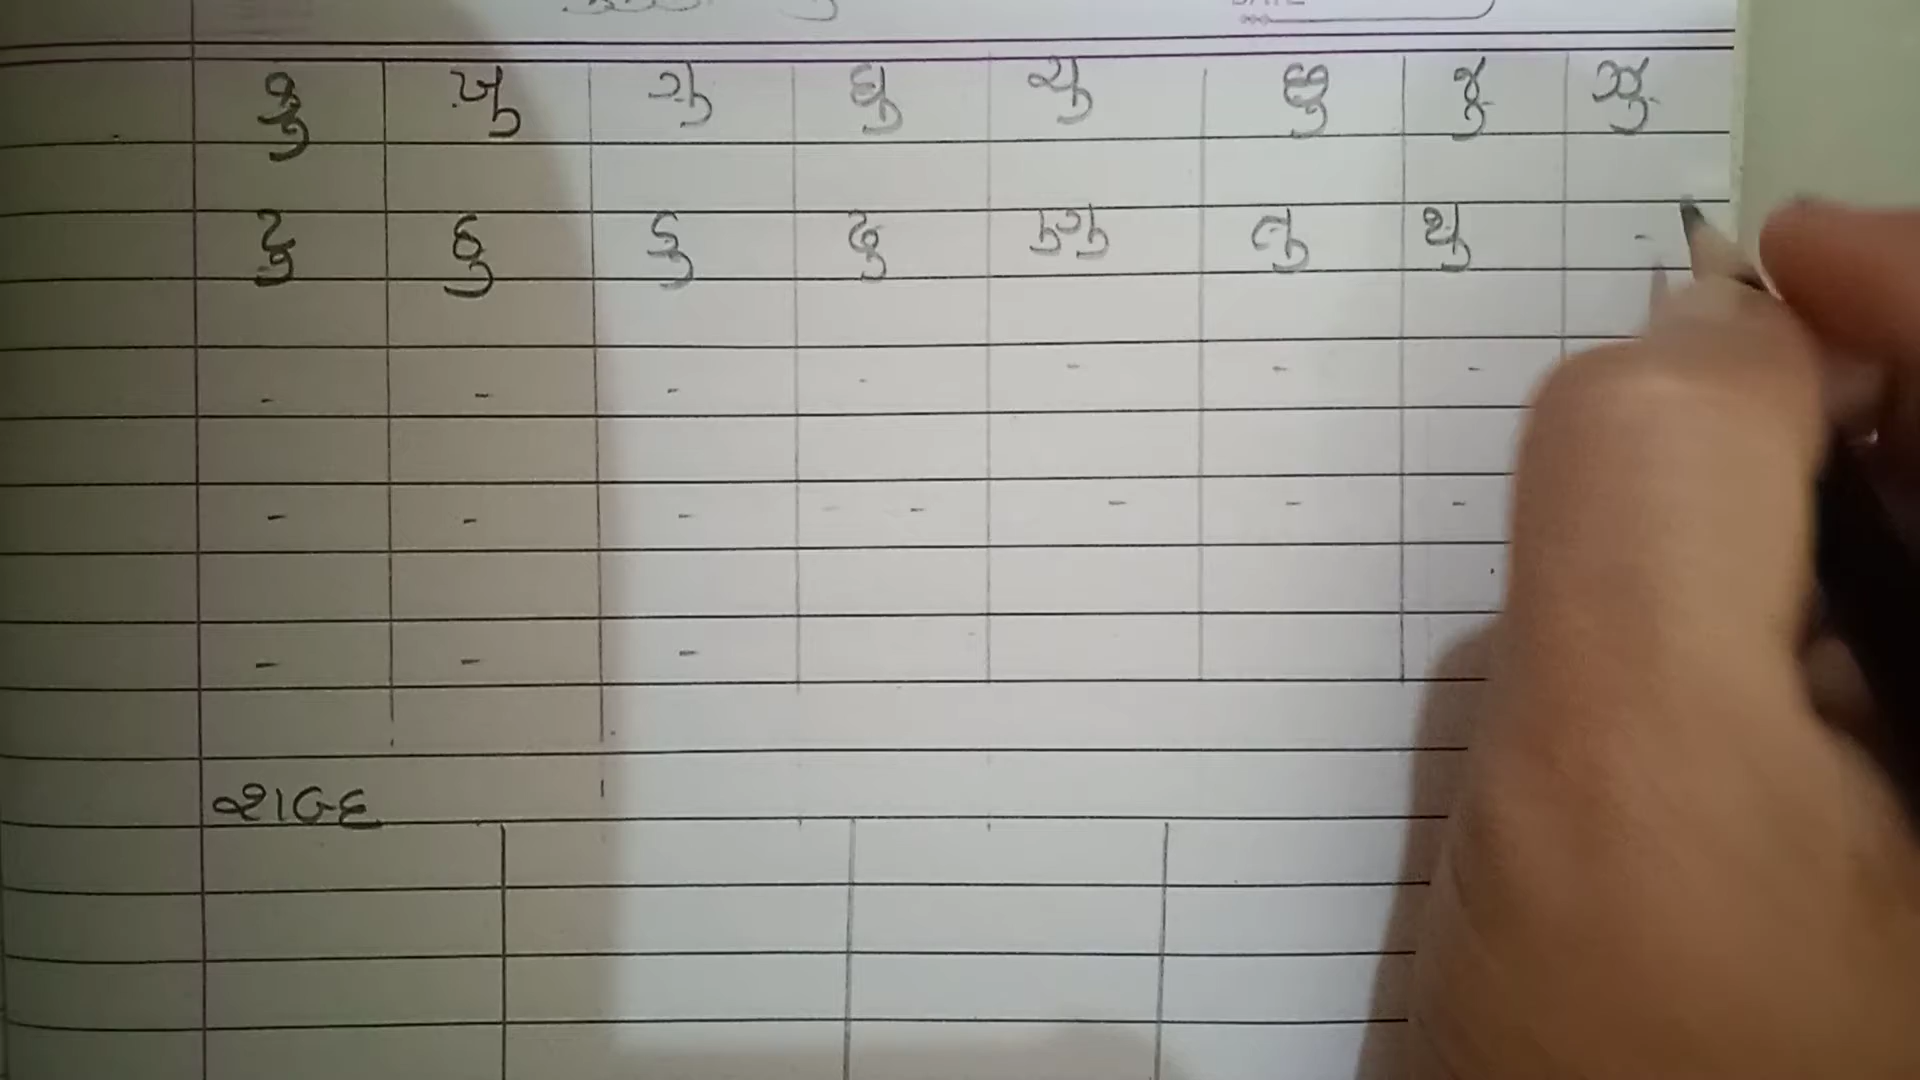 કુ ખુ ગુ ઘુ ચુ છુ જુ ઝુ
ટુ ઠુ ડુ ઢુ ણુ તુ થુ -
- - - - - - -
- - - - - - -
- - -
શબ્દ